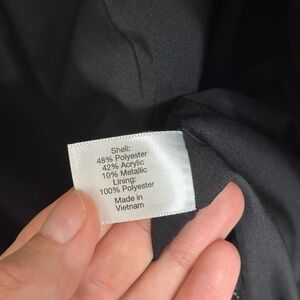 Shell:
48% Polyester
42% Acrylic
10% Metallic
Lining:
100% Polyester
Made in
Vietnam